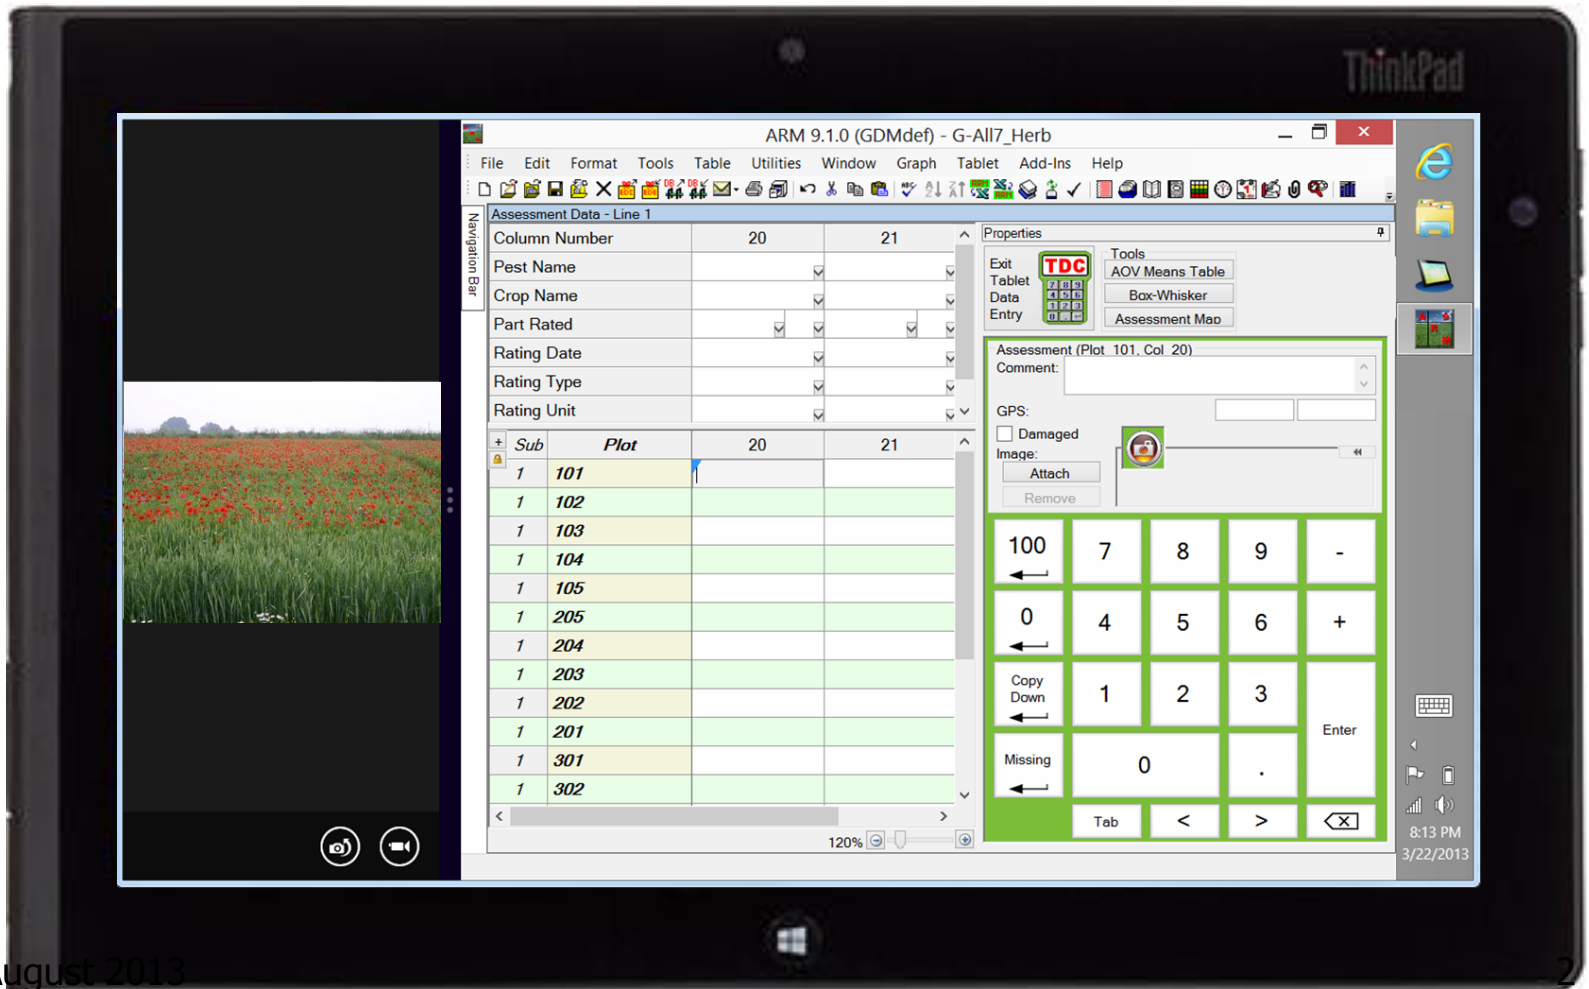 ThinkPad
ARM 9.1.0 (GDMdef) - G-All7_Herb
File Edit Format Tools Table Utilities Window Graph Tablet Add-Ins Help
Navigation Bar
Assessment Data - Line 1
Column Number 20 21
Pest Name
Crop Name
Part Rated
Rating Date
Rating Type
Rating Unit
Sub Plot 20 21
1 101
1 102
1 103
1 104
1 105
1 205
1 204
1 203
1 202
1 201
1 301
1 302
120%
Properties
Exit
Tablet
Data
Entry
TDC
Tools
AOV Means Table
Box-Whisker
Assessment Map
Assessment (Plot 101, Col 20)
Comment:
GPS:
Damaged
Image:
Attach
Remove
100 7 8 9 -
0 4 5 6 +
Copy
Down
1 2 3
Enter
Missing
0 .
Tab < >
8:13 PM
3/22/2013
ugust 2013
2